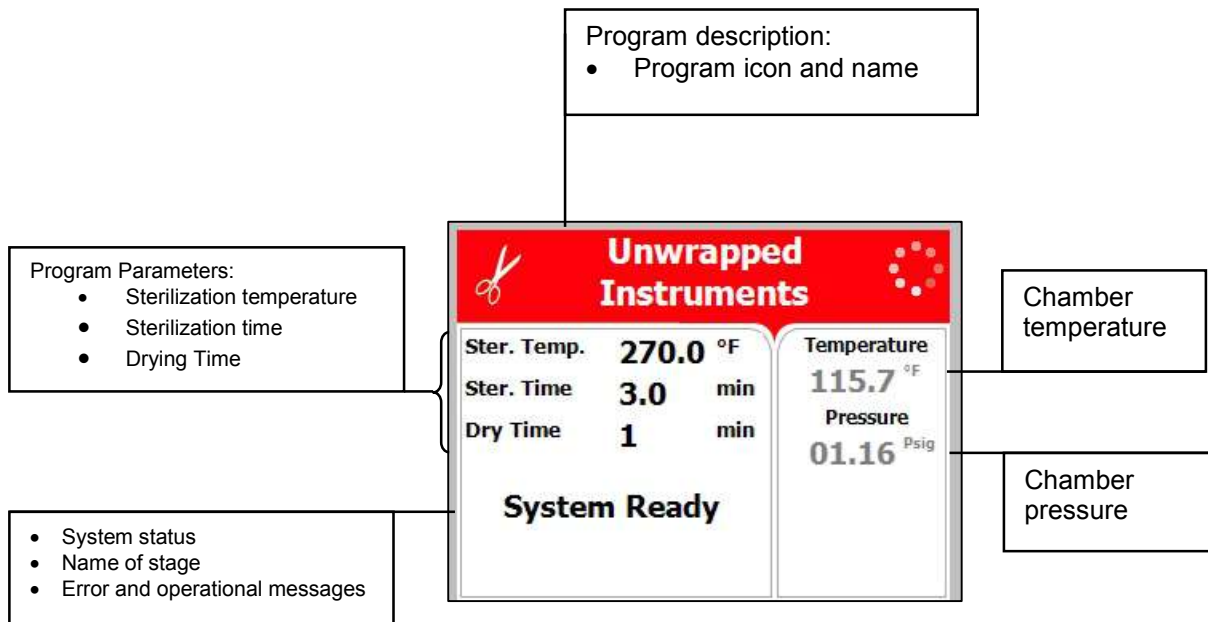 Program description:
• Program icon and name
Program Parameters:
• Sterilization temperature
• Sterilization time
• Drying Time
• System status
• Name of stage
• Error and operational messages
Unwrapped
Instruments
Ster. Temp. 270.0 °F
Ster. Time 3.0 min
Dry Time 1 min
System Ready
Temperature
115.7 °F
Pressure
01.16 Psig
Chamber
temperature
Chamber
pressure